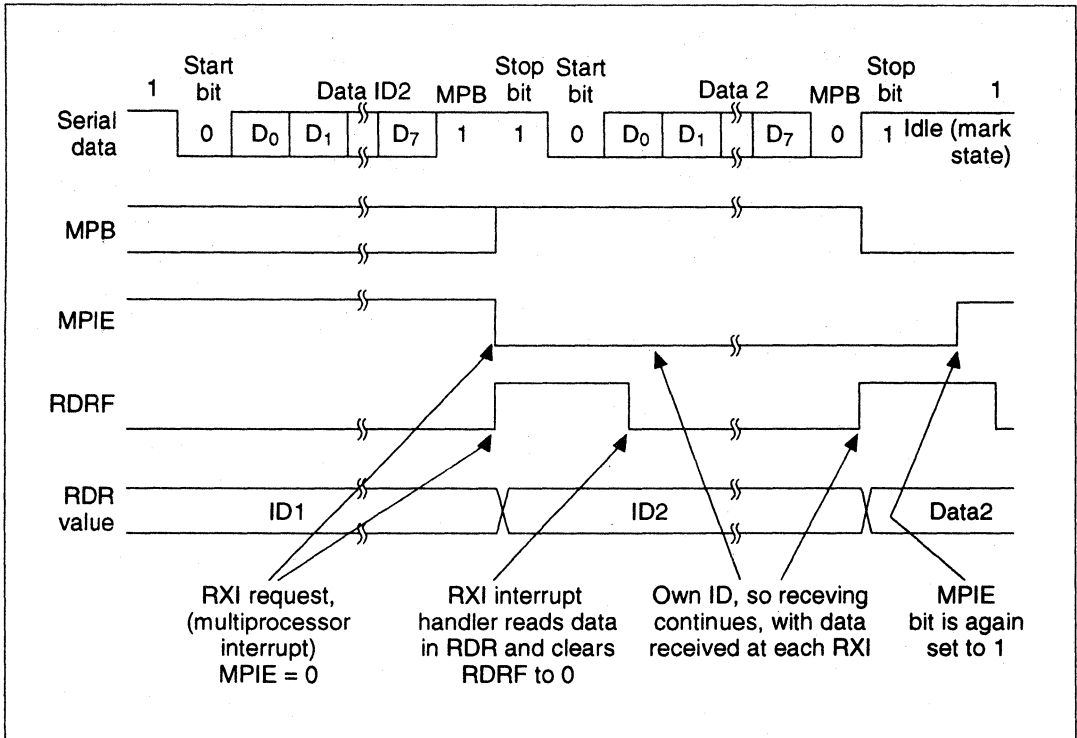 1 Start bit Data ID2 MPB Stop bit Start bit Data 2 MPB Stop bit 1
Serial data 0 D0 D1 D7 1 1 0 D0 D1 D7 0 1 Idle (mark state)
MPB
MPIE
RDRF
RDR value ID1 ID2 Data2
RXI request,
(multiprocessor
interrupt)
MPIE = 0
RXI interrupt
handler reads data
in RDR and clears
RDRF to 0
Own ID, so receving
continues, with data
received at each RXI
MPIE
bit is again
set to 1